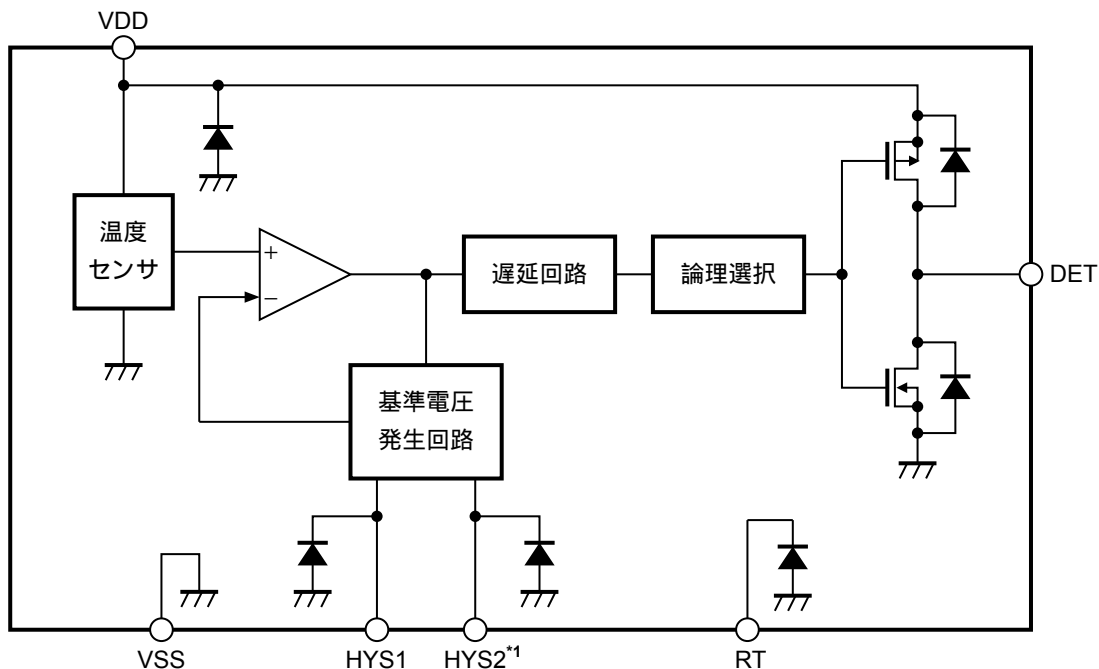 VDD
温度
センサ
+
−
遅延回路
論理選択
DET
基準電圧
発生回路
VSS
HYS1
HYS2*1
RT